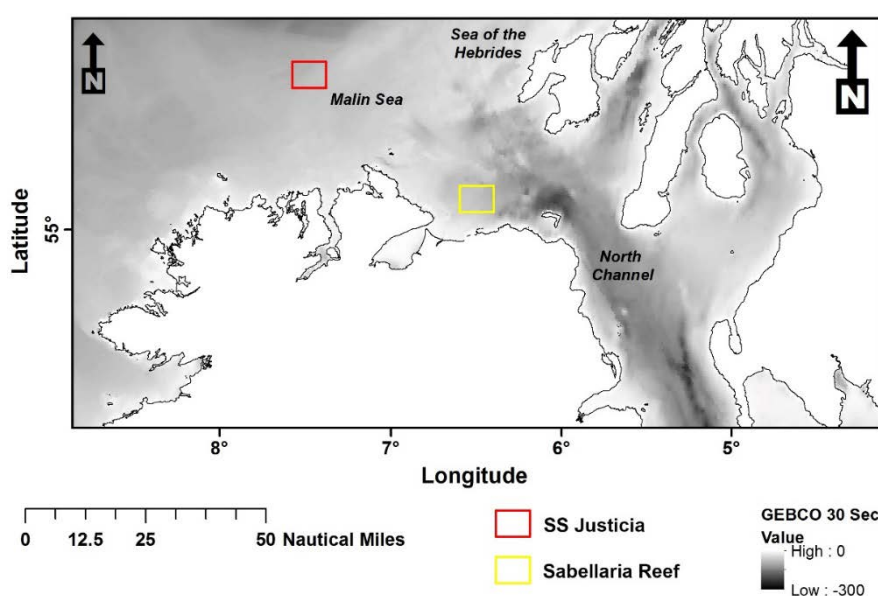 N
Sea of the
Hebrides
N
Malin Sea
55°
Latitude
North
Channel
8°
7°
6°
5°
Longitude
0
12.5
25
50 Nautical Miles
SS Justicia
Sabellaria Reef
GEBCO 30 Sec
Value
High : 0
Low : -300